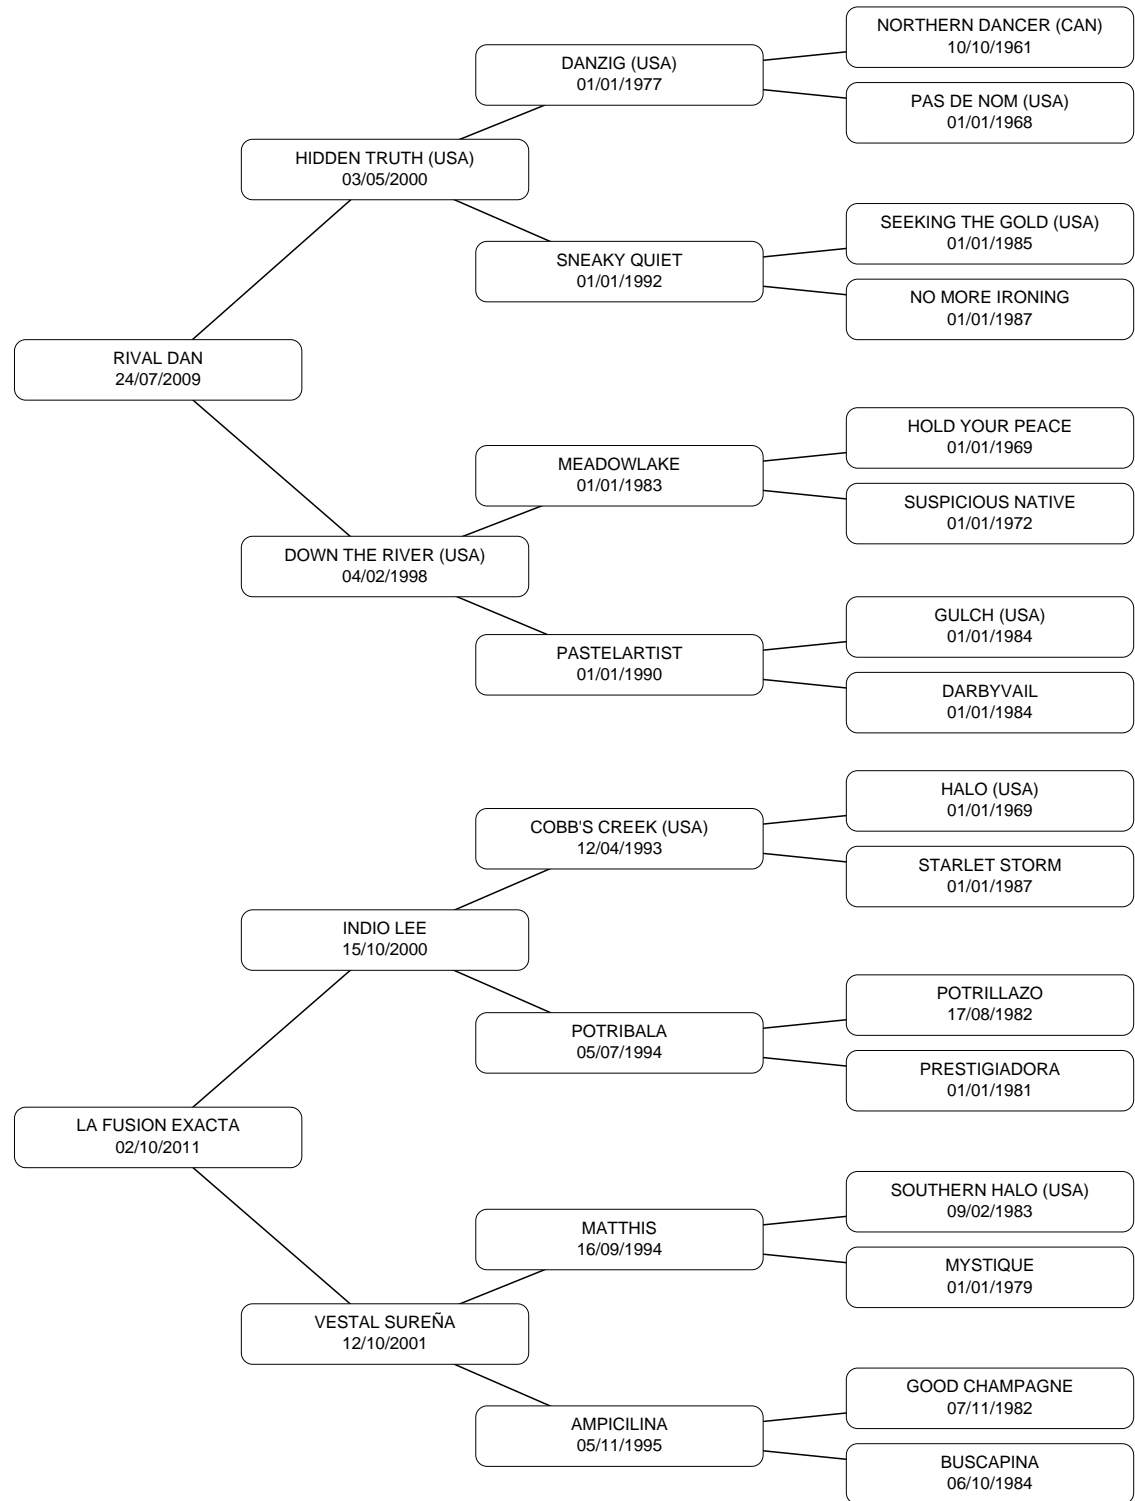 NORTHERN DANCER (CAN)
10/10/1961
DANZIG (USA)
01/01/1977
PAS DE NOM (USA)
01/01/1968
HIDDEN TRUTH (USA)
03/05/2000
SEEKING THE GOLD (USA)
01/01/1985
SNEAKY QUIET
01/01/1992
NO MORE IRONING
01/01/1987
RIVAL DAN
24/07/2009
HOLD YOUR PEACE
01/01/1969
MEADOWLAKE
01/01/1983
SUSPICIOUS NATIVE
01/01/1972
DOWN THE RIVER (USA)
04/02/1998
GULCH (USA)
01/01/1984
PASTELARTIST
01/01/1990
DARBYVAIL
01/01/1984
HALO (USA)
01/01/1969
COBB'S CREEK (USA)
12/04/1993
STARLET STORM
01/01/1987
INDIO LEE
15/10/2000
POTRILLAZO
17/08/1982
POTRIBALA
05/07/1994
PRESTIGIADORA
01/01/1981
LA FUSION EXACTA
02/10/2011
SOUTHERN HALO (USA)
09/02/1983
MATTHIS
16/09/1994
MYSTIQUE
01/01/1979
VESTAL SUREÑA
12/10/2001
GOOD CHAMPAGNE
07/11/1982
AMPICILINA
05/11/1995
BUSCAPINA
06/10/1984